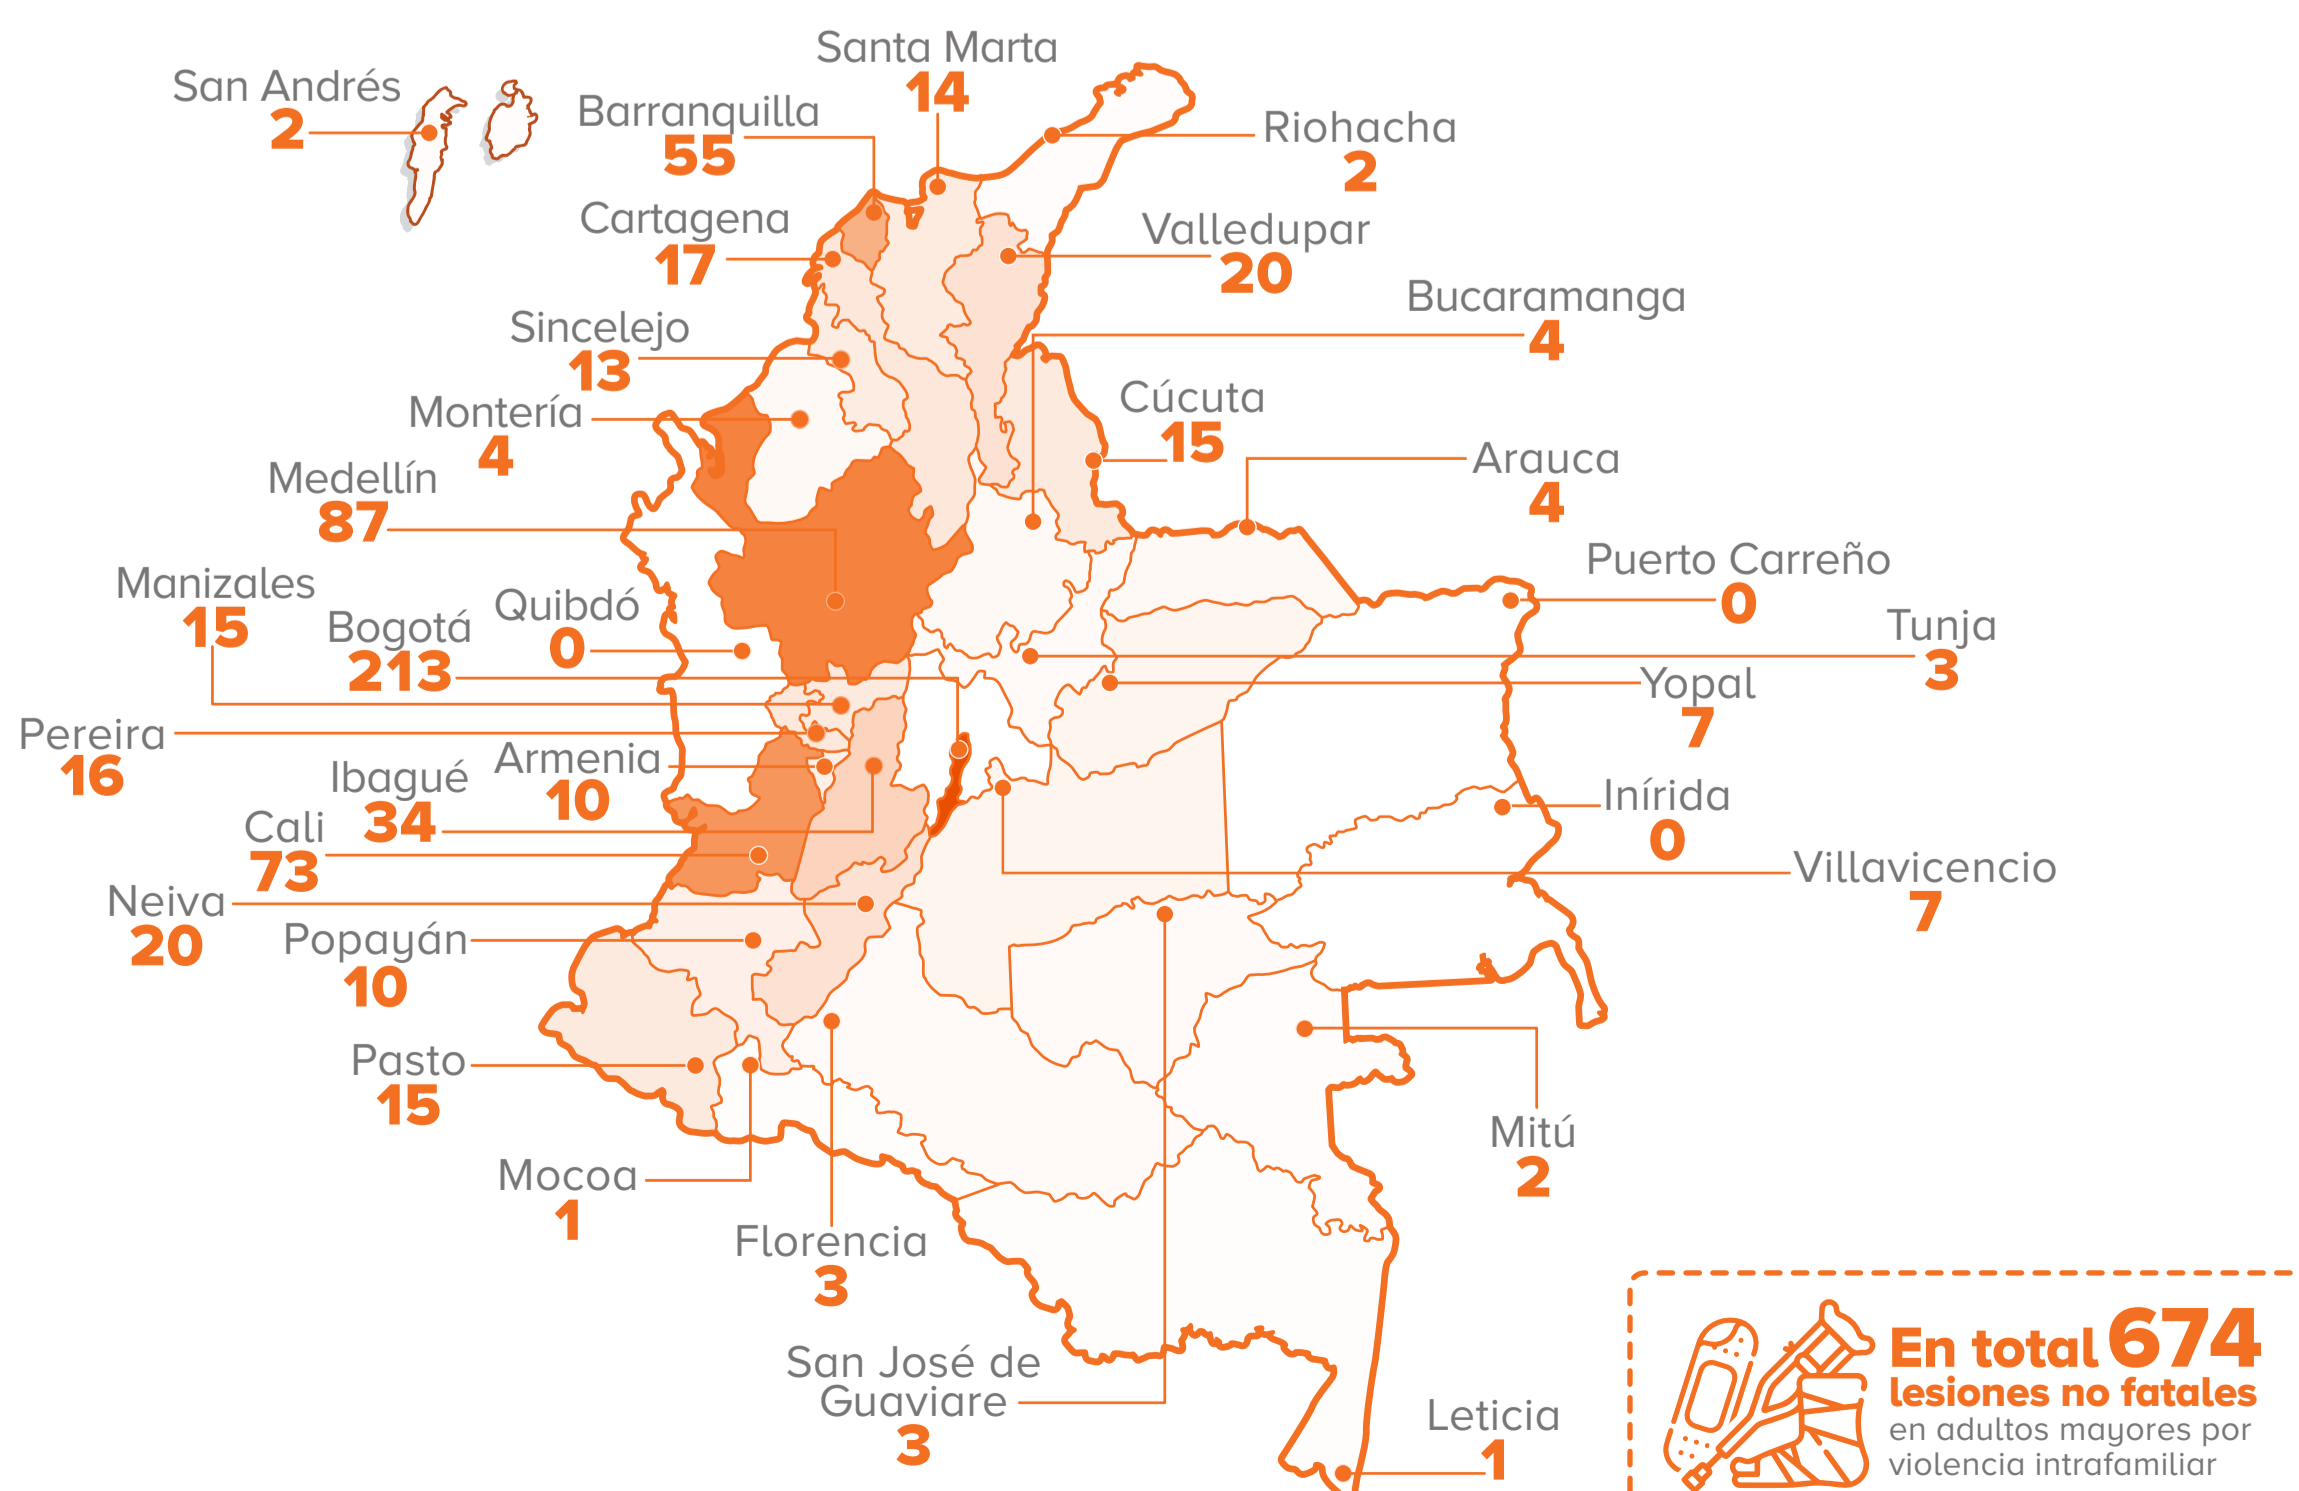 Santa Marta
14
San Andrés
2
Barranquilla
55
Riohacha
2
Cartagena
17
Valledupar
20
Bucaramanga
4
Sincelejo
13
Montería
4
Cúcuta
15
Arauca
4
Medellín
87
Puerto Carreño
0
Manizales
15
Quibdó
0
Bogotá
213
Tunja
3
Yopal
7
Pereira
16
Armenia
10
Ibagué
34
Inírida
0
Cali
73
Villavicencio
7
Neiva
20
Popayán
10
Pasto
15
Mitú
2
Mocoa
1
Florencia
3
San José de
Guaviare
3
Leticia
1
En total 674
lesiones no fatales
en adultos mayores por
violencia intrafamiliar